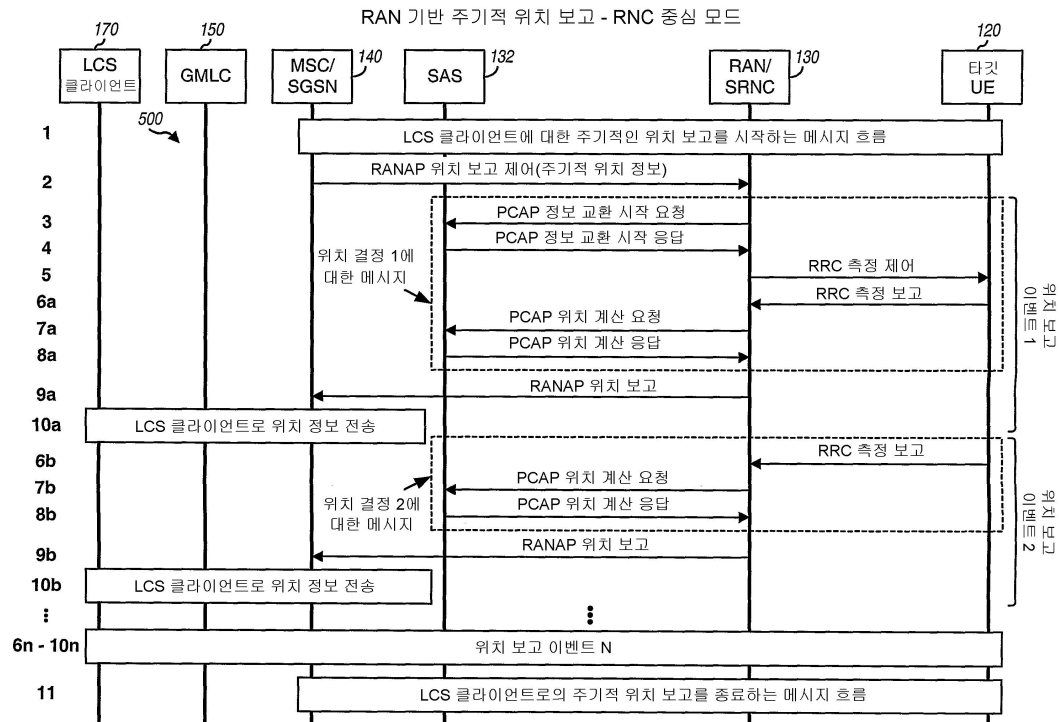 RAN 기반 주기적 위치 보고 - RNC 중심 모드
170
150
140
132
130
120
LCS
클라이언트
GMLC
MSC/
SGSN
SAS
RAN/
SRNC
타깃
UE
500
1
LCS 클라이언트에 대한 주기적인 위치 보고를 시작하는 메시지 흐름
2
RANAP 위치 보고 제어(주기적 위치 정보)
3
PCAP 정보 교환 시작 요청
4
PCAP 정보 교환 시작 응답
위치 결정 1에
대한 메시지
5
RRC 측정 제어
6a
RRC 측정 보고
7a
PCAP 위치 계산 요청
8a
PCAP 위치 계산 응답
위치 보고
이벤트 1
9a
RANAP 위치 보고
10a
LCS 클라이언트로 위치 정보 전송
6b
RRC 측정 보고
7b
PCAP 위치 계산 요청
위치 결정 2에
대한 메시지
8b
PCAP 위치 계산 응답
위치 보고
이벤트 2
9b
RANAP 위치 보고
10b
LCS 클라이언트로 위치 정보 전송
6n - 10n
위치 보고 이벤트 N
11
LCS 클라이언트로의 주기적 위치 보고를 종료하는 메시지 흐름